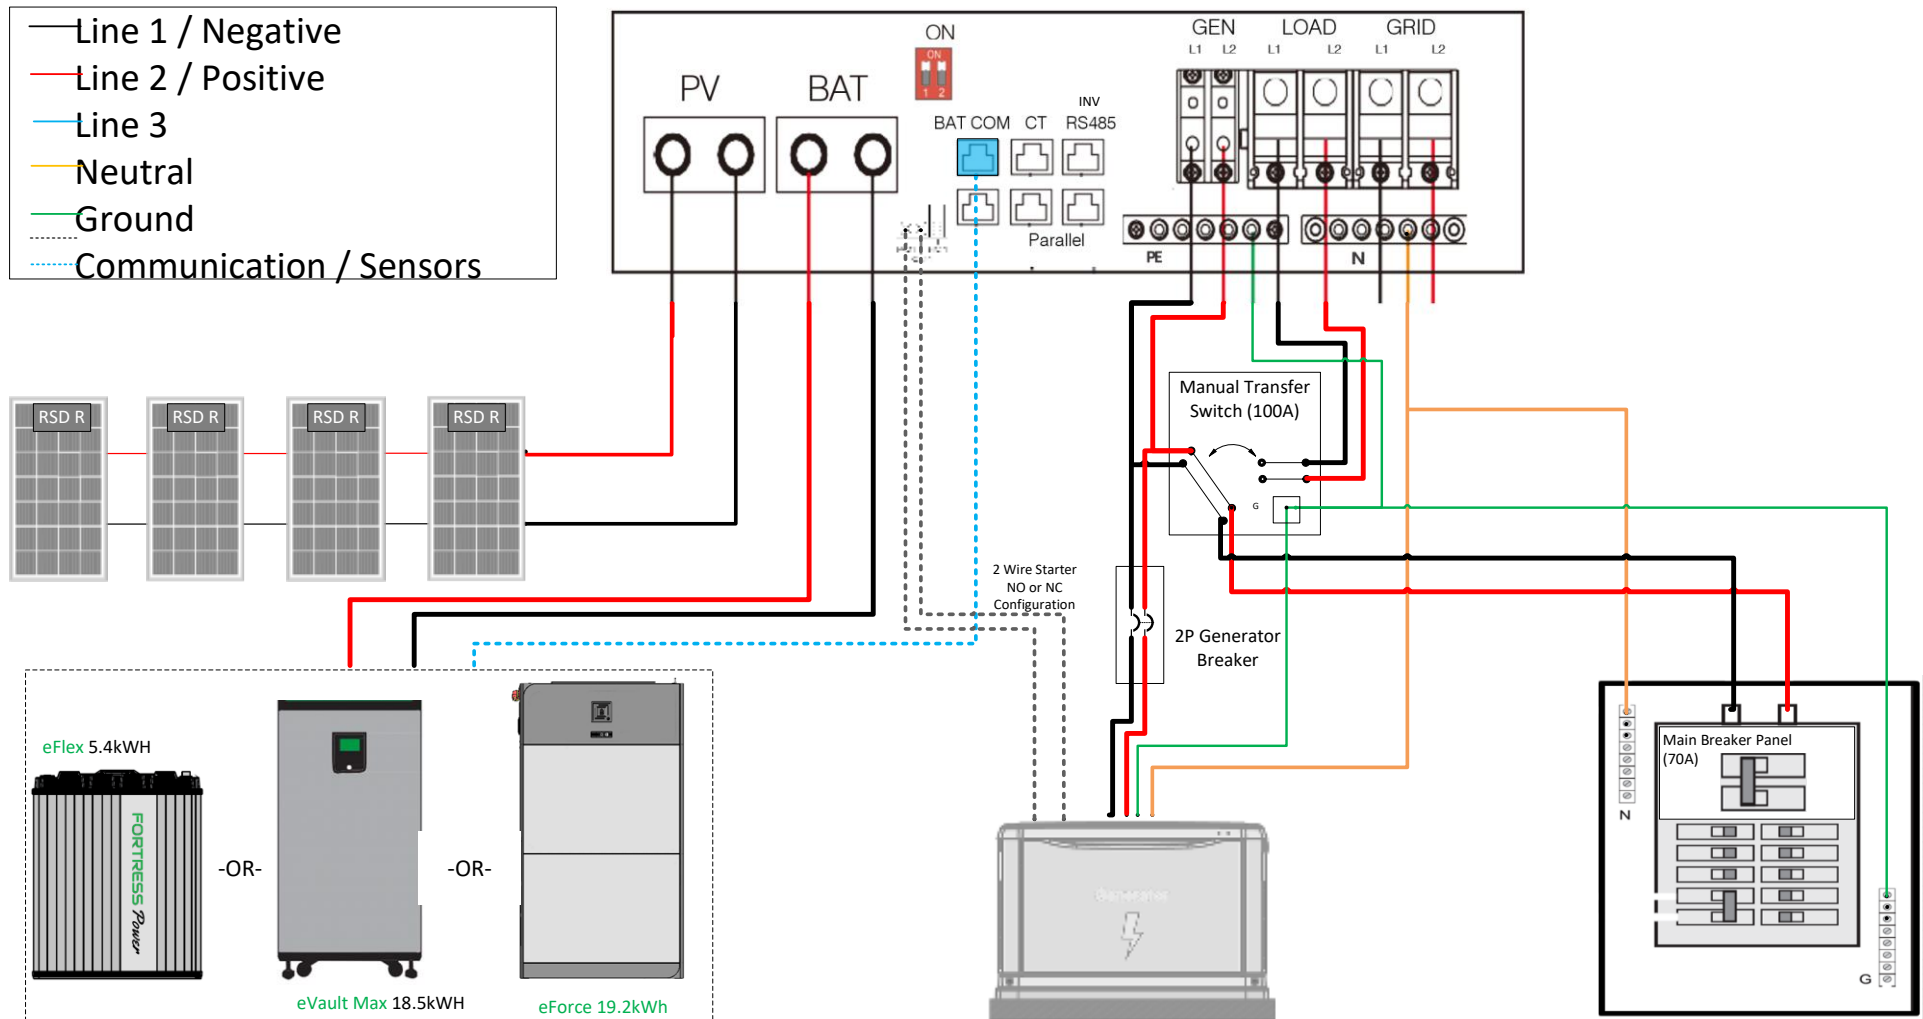 Line 1 / Negative
Line 2 / Positive
Line 3
Neutral
Ground
Communication / Sensors
ON
ON
1 2
PV
BAT
BAT COM
CT
INV
RS485
Parallel
GEN
LOAD
GRID
L1
L2
L1
L2
L1
L2
PE
N
RSD R
RSD R
RSD R
RSD R
Manual Transfer
Switch (100A)
G
2 Wire Starter
NO or NC
Configuration
2P Generator
Breaker
eFlex 5.4kWH
FORTRESS Power
-OR-
eVault Max 18.5kWH
-OR-
eForce 19.2kWh
Generator
Main Breaker Panel
(70A)
N
G